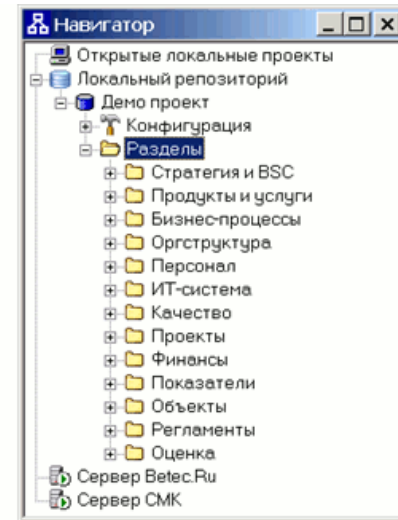 Навигатор
Открытые локальные проекты
Локальный репозиторий
Демо проект
Конфигурация
Разделы
Стратегия и BSC
Продукты и услуги
Бизнес-процессы
Оргструктура
Персонал
ИТ-система
Качество
Проекты
Финансы
Показатели
Объекты
Регламенты
Оценка
Сервер Betec.Ru
Сервер СМК